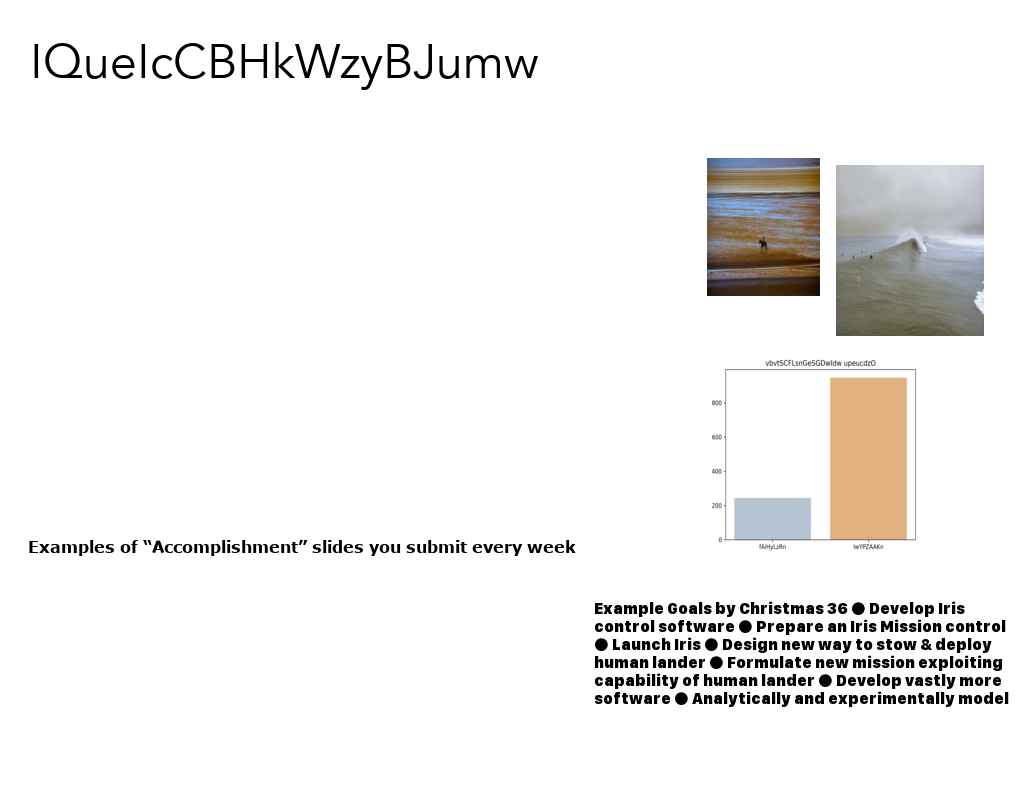 IQueIcCBHkWzyBJumw
vbvtSCFLsnGeSGDwIdw upeucdzO
800
600
400
200
0
fAiHyLzRn
IwYPZAAKn
Examples of “Accomplishment” slides you submit every week
Example Goals by Christmas 36 ● Develop Iris
control software ● Prepare an Iris Mission control
● Launch Iris ● Design new way to stow & deploy
human lander ● Formulate new mission exploiting
capability of human lander ● Develop vastly more
software ● Analytically and experimentally model